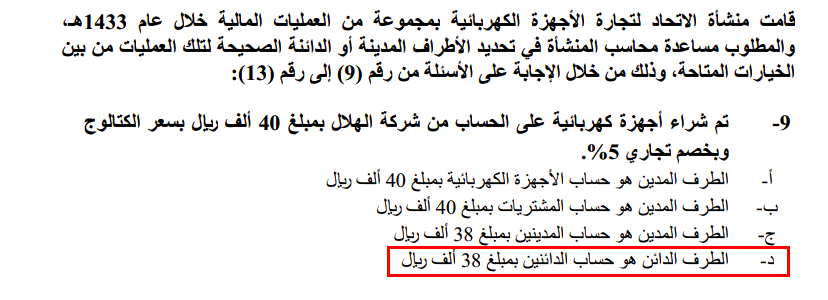 قامت منشأة الاتحاد لتجارة الأجهزة الكهربائية بمجموعة من العمليات المالية خلال عام 1433هـ،
والمطلوب مساعدة محاسب المنشأة في تحديد الأطراف المدينة أو الدائنة الصحيحة لتلك العمليات من بين
الخيارات المتاحة، وذلك من خلال الإجابة على الأسئلة من رقم (9) إلى رقم (13):
9- تم شراء أجهزة كهربائية على الحساب من شركة الهلال بمبلغ 40 ألف ريال بسعر الكتالوج
وبخصم تجاري 5%.
أ- الطرف المدين هو حساب الأجهزة الكهربائية بمبلغ 40 ألف ريال
ب- الطرف المدين هو حساب المشتريات بمبلغ 40 ألف ريال
ج- الطرف المدين هو حساب المدينين بمبلغ 38 ألف ريال
د- الطرف الدائن هو حساب الدائنين بمبلغ 38 ألف ريال